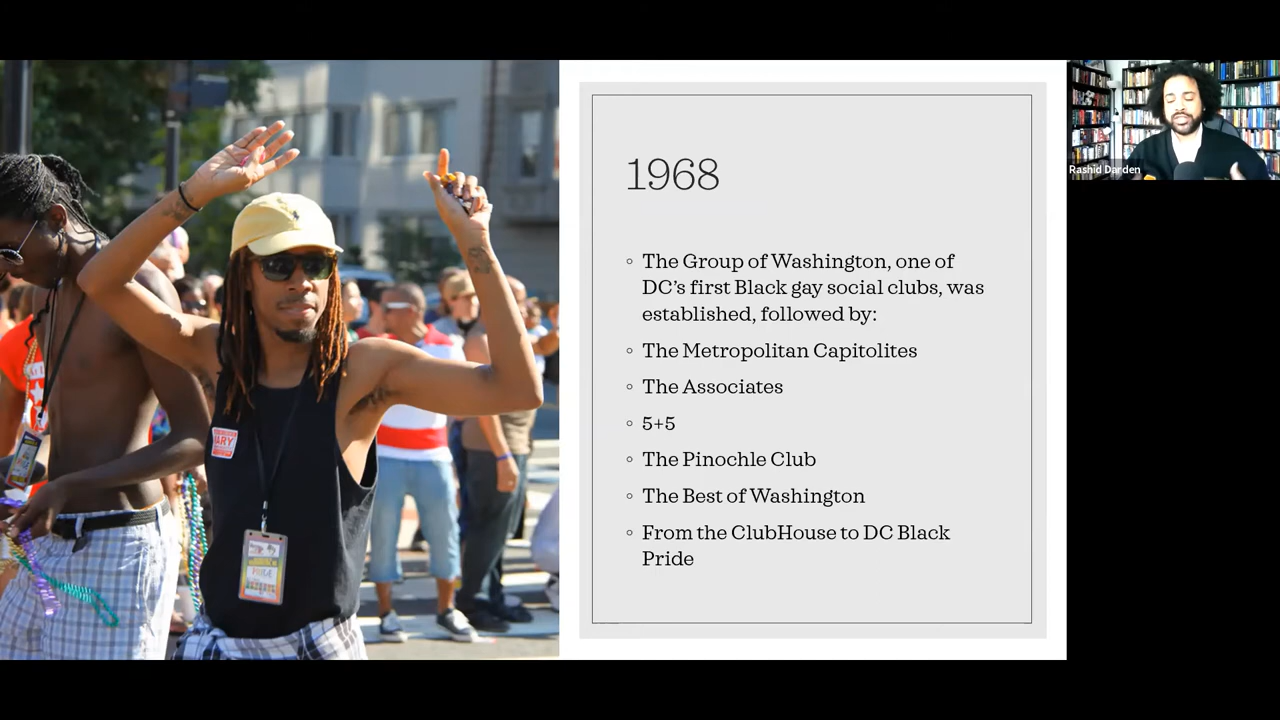 1968
The Group of Washington, one of
DC's first Black gay social clubs, was
established, followed by:
The Metropolitan Capitolites
The Associates
5+5
The Pinochle Club
The Best of Washington
From the ClubHouse to DC Black
Pride
Rashid Darden
ARY
PRIDE